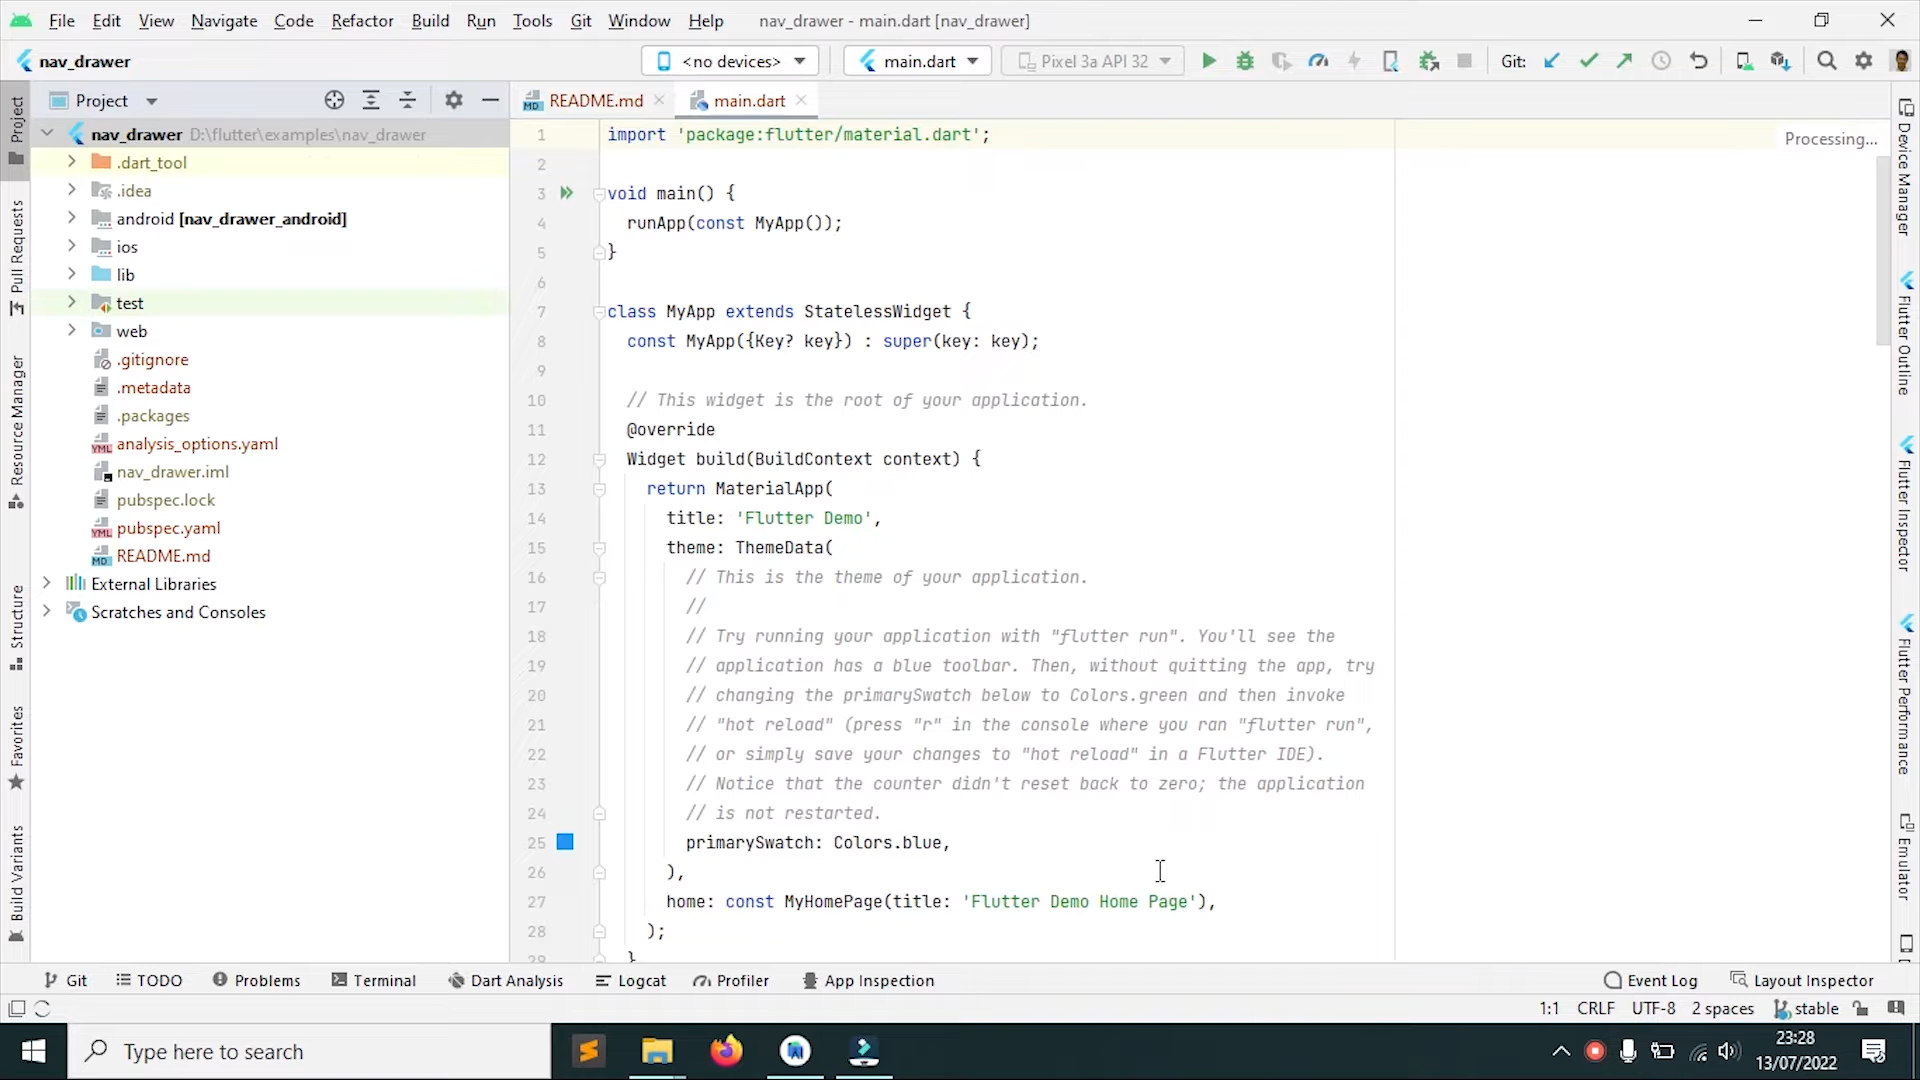 File Edit View Navigate Code Refactor Build Run Tools Git Window Help nav_drawer - main.dart [nav_drawer]
nav_drawer <no devices> main.dart Pixel 3a API 32 Git:
Project README.md main.dart
nav_drawer D:\flutter\examples\nav_drawer
.dart_tool
.idea
android [nav_drawer_android]
ios
lib
test
web
.gitignore
.metadata
.packages
analysis_options.yaml
nav_drawer.iml
pubspec.lock
pubspec.yaml
README.md
External Libraries
Scratches and Consoles
Project
Pull Requests
Resource Manager
Structure
Favorites
Build Variants
1 import 'package:flutter/material.dart';
Processing...
2
3 void main() {
4 runApp(const MyApp());
5 }
6
7 class MyApp extends StatelessWidget {
8 const MyApp({Key? key}) : super(key: key);
9
10 // This widget is the root of your application.
11 @override
12 Widget build(BuildContext context) {
13 return MaterialApp(
14 title: 'Flutter Demo',
15 theme: ThemeData(
16 // This is the theme of your application.
17 //
18 // Try running your application with "flutter run". You'll see the
19 // application has a blue toolbar. Then, without quitting the app, try
20 // changing the primarySwatch below to Colors.green and then invoke
21 // "hot reload" (press "r" in the console where you ran "flutter run",
22 // or simply save your changes to "hot reload" in a Flutter IDE).
23 // Notice that the counter didn't reset back to zero; the application
24 // is not restarted.
25 primarySwatch: Colors.blue,
26 ),
27 home: const MyHomePage(title: 'Flutter Demo Home Page'),
28 );
29 }
Device Manager
Flutter Outline
Flutter Inspector
Flutter Performance
Emulator
Git TODO Problems Terminal Dart Analysis Logcat Profiler App Inspection Event Log Layout Inspector
1:1 CRLF UTF-8 2 spaces stable
Type here to search
23:28
13/07/2022